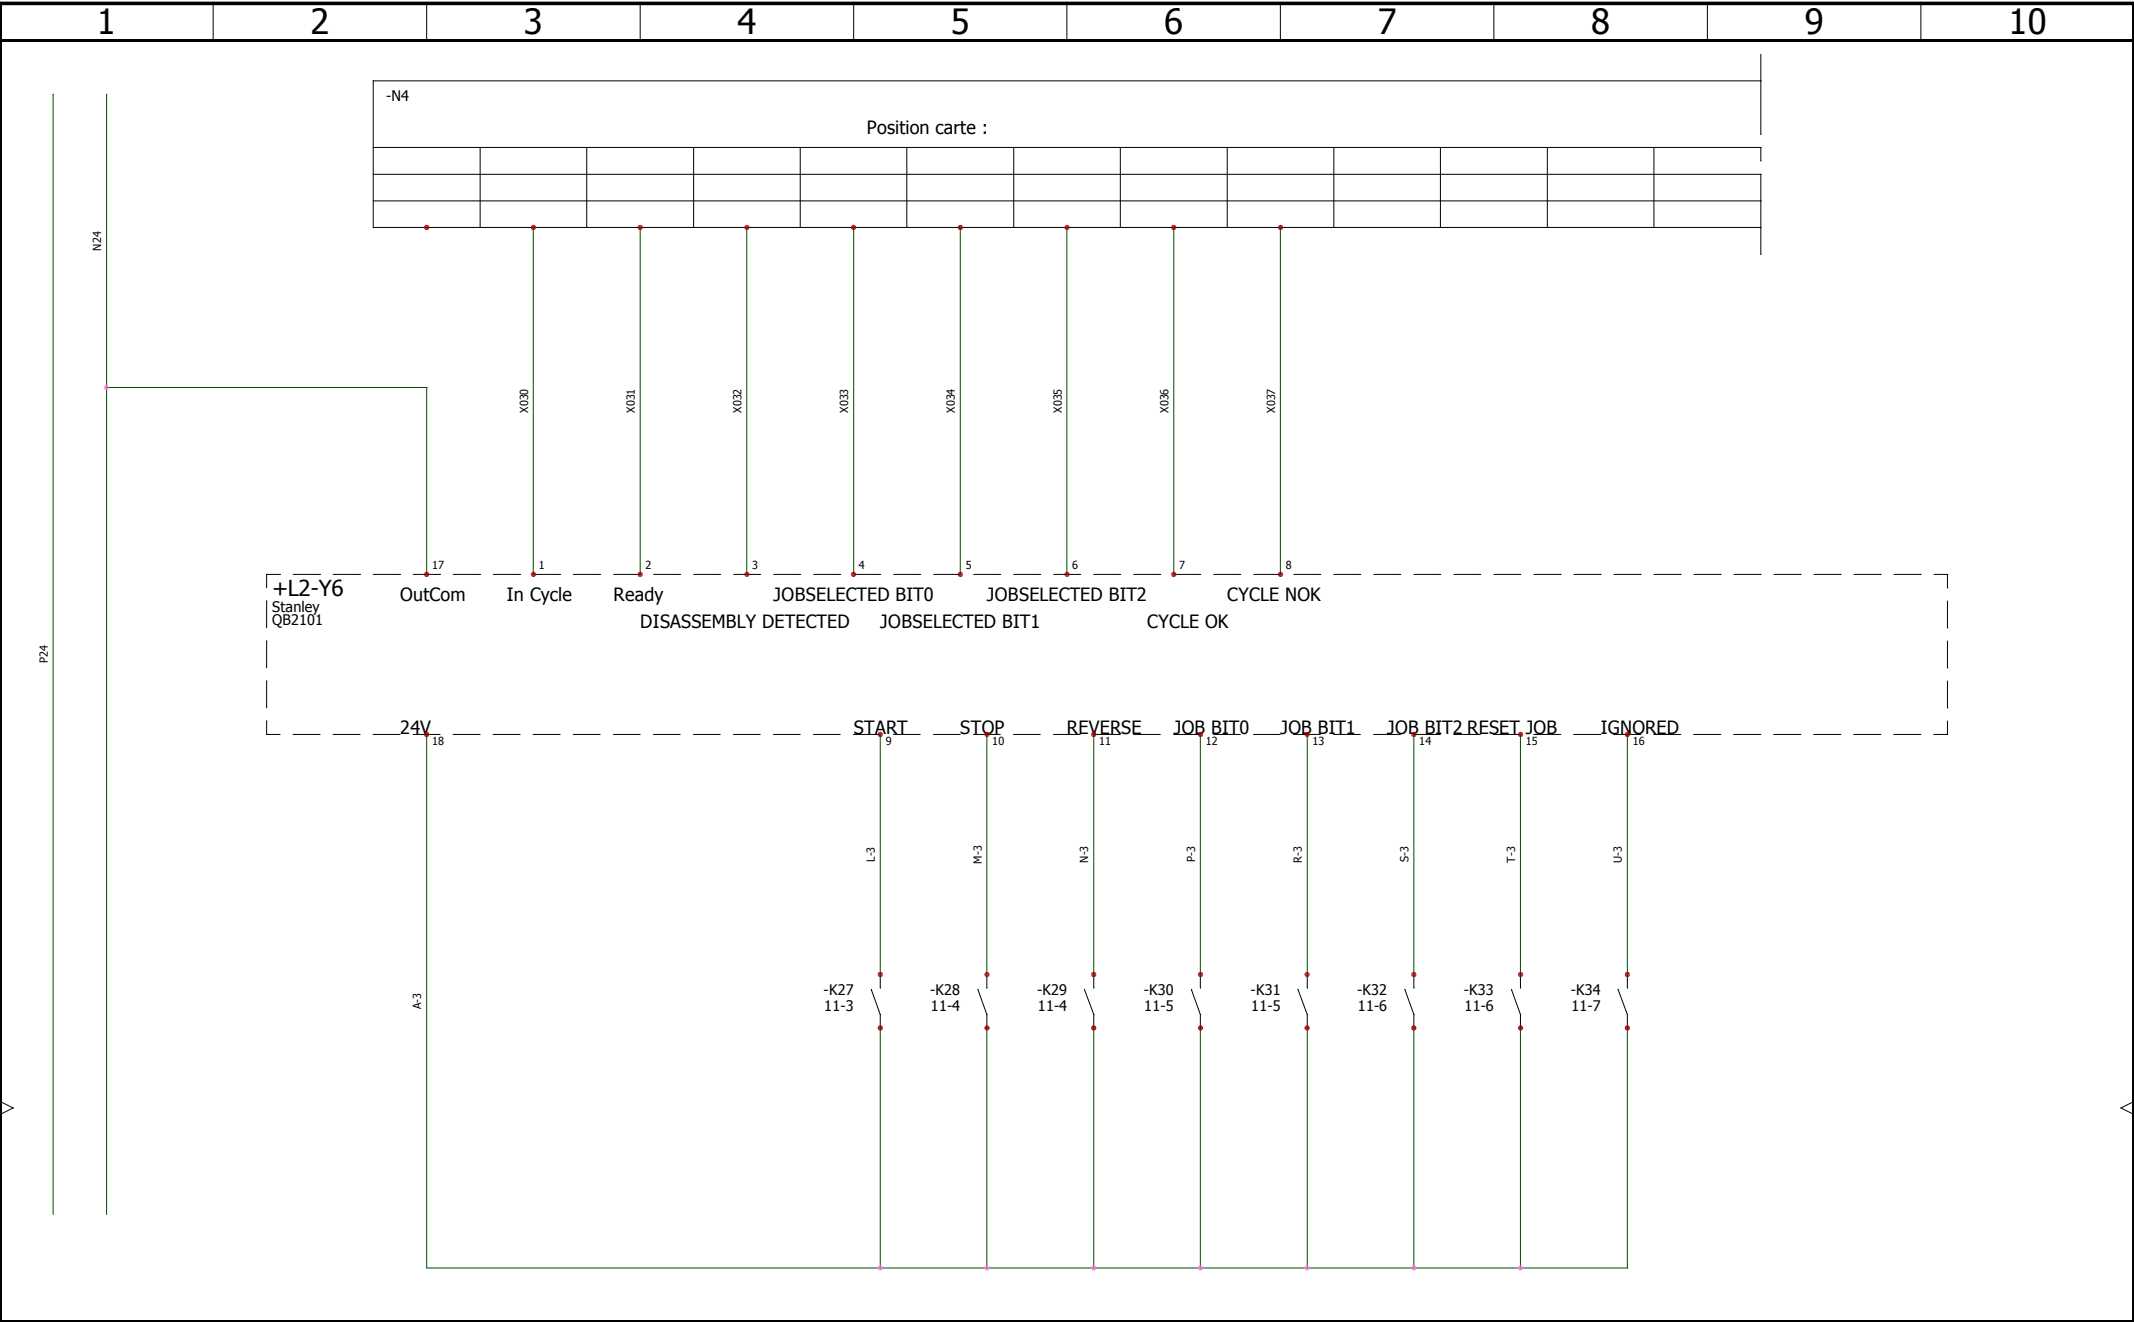 1 2 3 4 5 6 7 8 9 10
-N4
Position carte :
N24
X030 X031 X032 X033 X034 X035 X036 X037
17 1 2 3 4 5 6 7 8
+L2-Y6
Stanley
QB2101
OutCom In Cycle Ready JOBSELECTED BIT0 JOBSELECTED BIT2 CYCLE NOK
DISASSEMBLY DETECTED JOBSELECTED BIT1 CYCLE OK
P24
24V START STOP REVERSE JOB BIT0 JOB BIT1 JOB BIT2 RESET JOB IGNORED
18 9 10 11 12 13 14 15 16
L-3 M-3 N-3 P-3 R-3 S-3 T-3 U-3
A-3
-K27 -K28 -K29 -K30 -K31 -K32 -K33 -K34
11-3 11-4 11-4 11-5 11-5 11-6 11-6 11-7